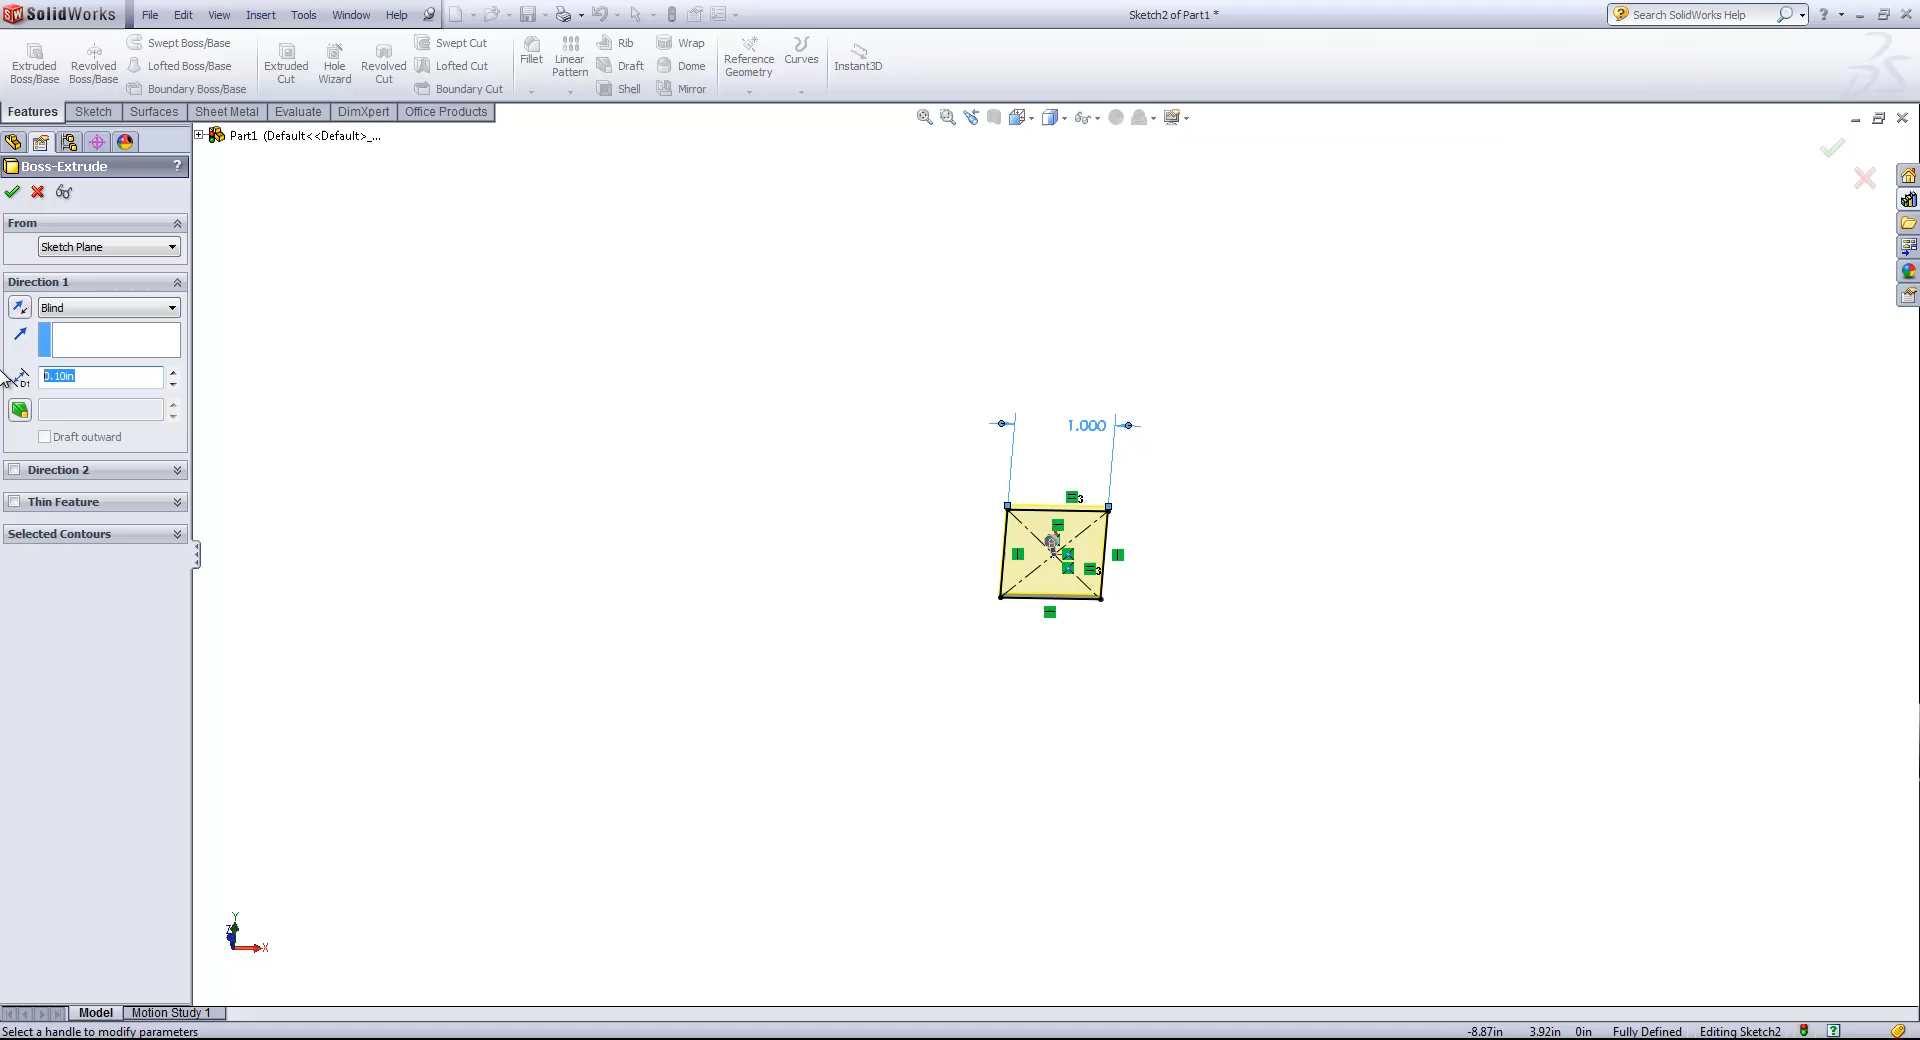 SolidWorks File Edit View Insert Tools Window Help Sketch2 of Part1 * Search SolidWorks Help
Extruded Boss/Base
Revolved Boss/Base
Swept Boss/Base
Lofted Boss/Base
Boundary Boss/Base
Extruded Cut
Hole Wizard
Revolved Cut
Swept Cut
Lofted Cut
Boundary Cut
Fillet
Linear Pattern
Rib
Draft
Shell
Wrap
Dome
Mirror
Reference Geometry
Curves
Instant3D
Features Sketch Surfaces Sheet Metal Evaluate DimXpert Office Products
Part1 (Default<<Default>_...
Boss-Extrude ?
From
Sketch Plane
Direction 1
Blind
D1
0.10in
Draft outward
Direction 2
Thin Feature
Selected Contours
1.000
3
3
Y
Z
X
Model Motion Study 1
Select a handle to modify parameters -8.87in 3.92in 0in Fully Defined Editing Sketch2